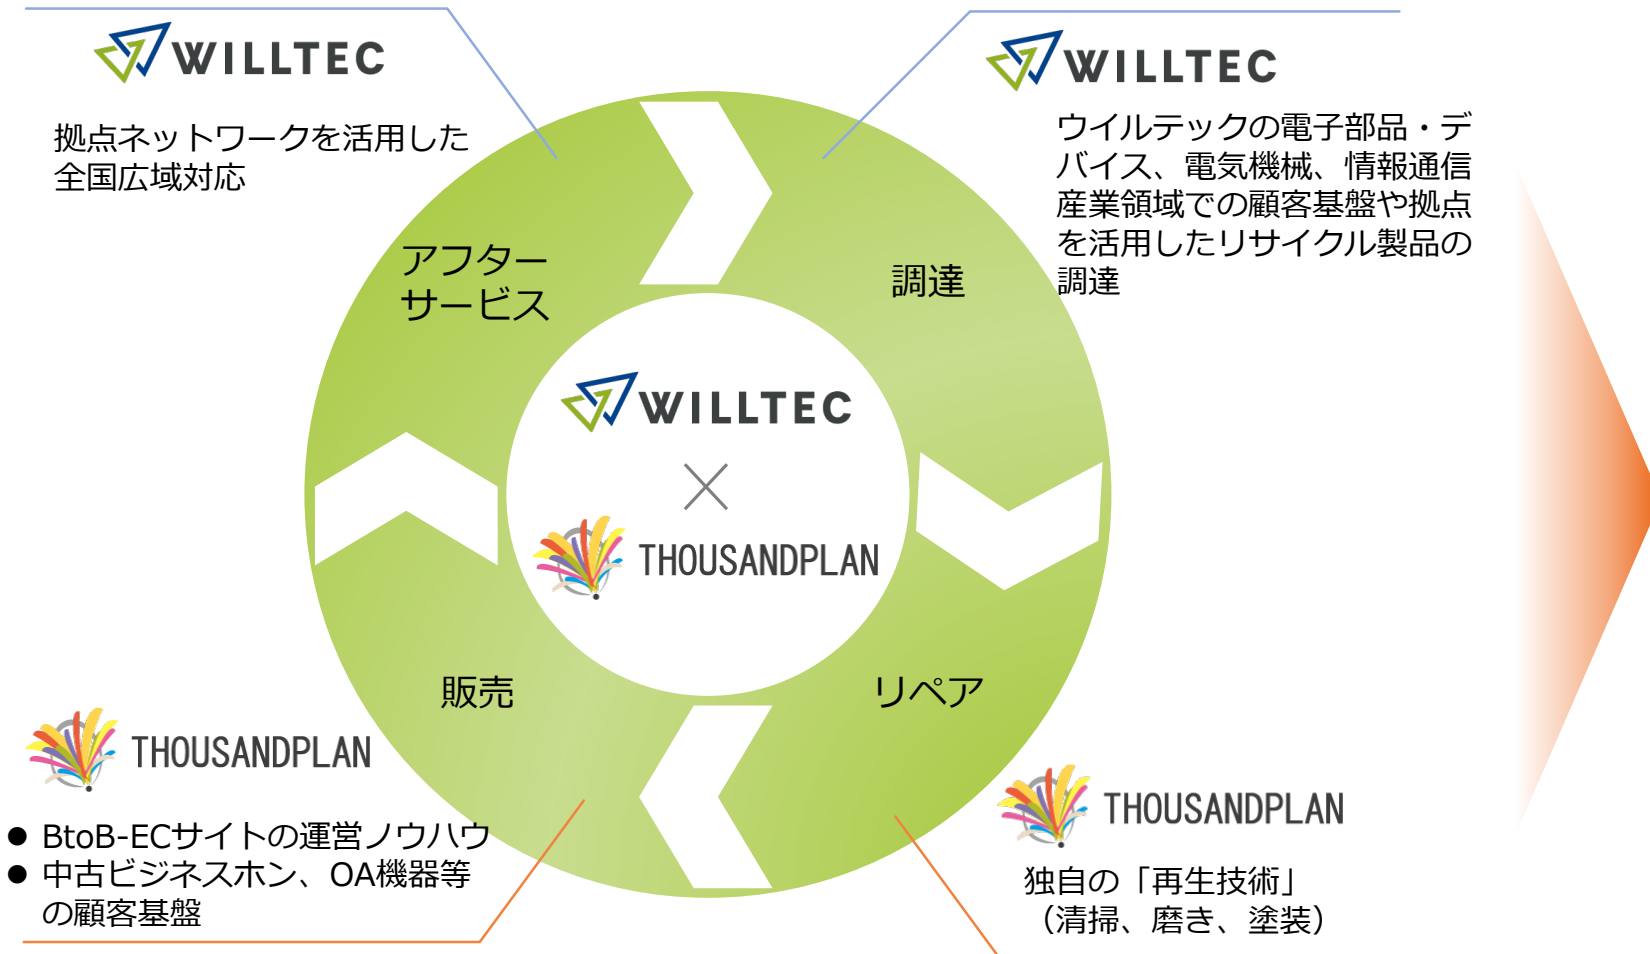 WILLTEC
拠点ネットワークを活用した
全国広域対応
WILLTEC
ウイルテックの電子部品・デ
バイス、電気機械、情報通信
産業領域での顧客基盤や拠点
を活用したリサイクル製品の
調達
アフター
サービス
調達
WILLTEC
×
THOUSANDPLAN
販売
リペア
THOUSANDPLAN
● BtoB-ECサイトの運営ノウハウ
● 中古ビジネスホン、OA機器等
の顧客基盤
THOUSANDPLAN
独自の「再生技術」
（清掃、磨き、塗装）